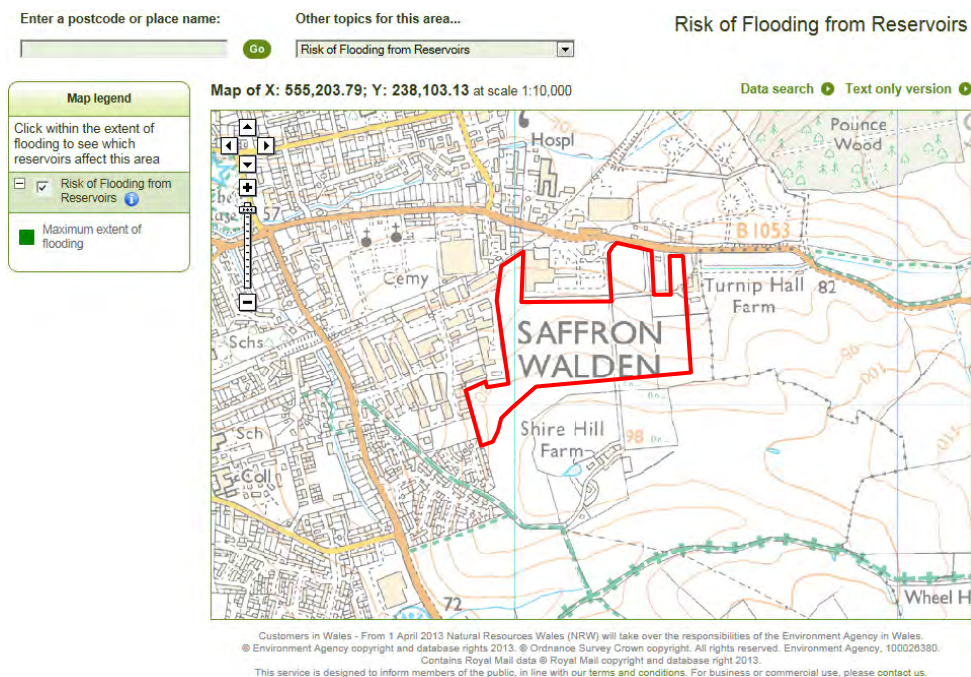 Enter a postcode or place name:
Other topics for this area...
Risk of Flooding from Reservoirs
Go
Risk of Flooding from Reservoirs
Map legend
Click within the extent of
flooding to see which
reservoirs affect this area
Risk of Flooding from
Reservoirs
Maximum extent of
flooding
Map of X: 555,203.79; Y: 238,103.13 at scale 1:10,000
Data search
Text only version
Hospl
Pounce
Wood
57
B 1053
Cemy
Turnip Hall
Farm
82
Schs
SAFFRON
WALDEN
96
100
Sch
Coll
Shire Hill
Farm
98
72
Wheel H
Customers in Wales - From 1 April 2013 Natural Resources Wales (NRW) will take over the responsibilities of the Environment Agency in Wales.
© Environment Agency copyright and database rights 2013. © Ordnance Survey Crown copyright. All rights reserved. Environment Agency, 100026380.
Contains Royal Mail data © Royal Mail copyright and database right 2013.
This service is designed to inform members of the public, in line with our terms and conditions. For business or commercial use, please contact us.